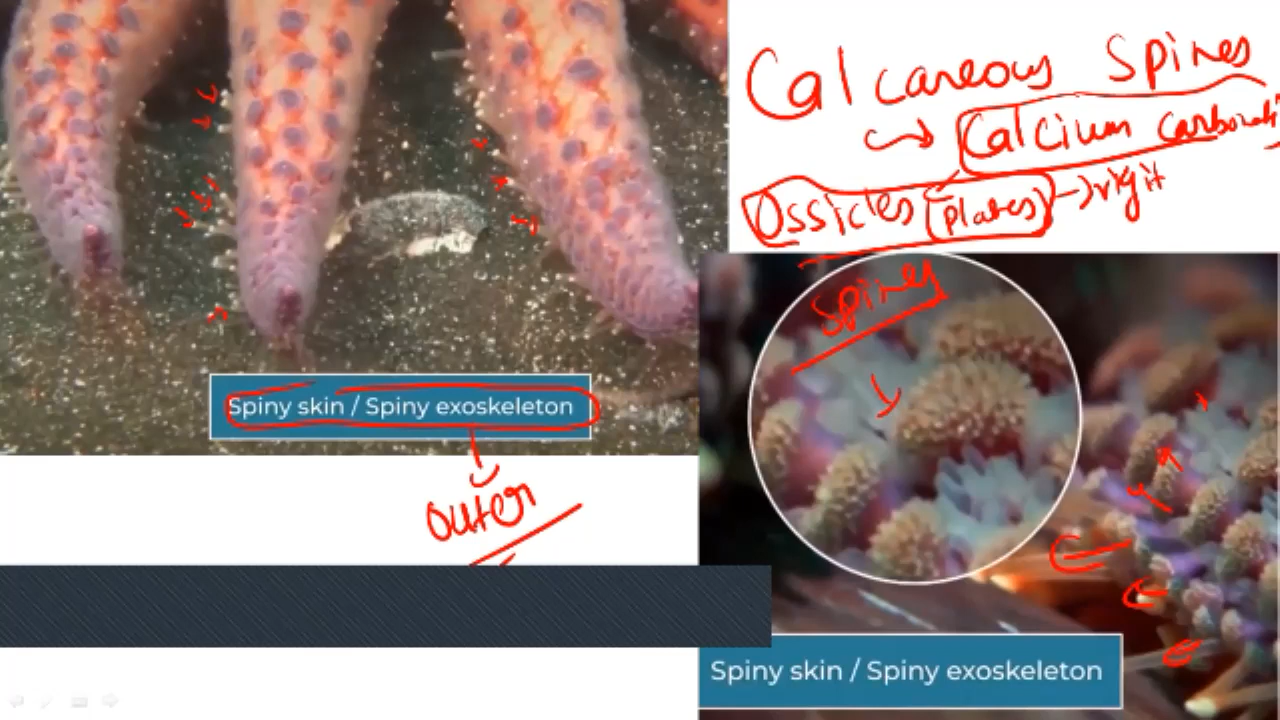 Calcareous Spines
Calcium carbonat
Ossicles (plates) → rigit
Spines
Spiny skin / Spiny exoskeleton
outer
Spiny skin / Spiny exoskeleton